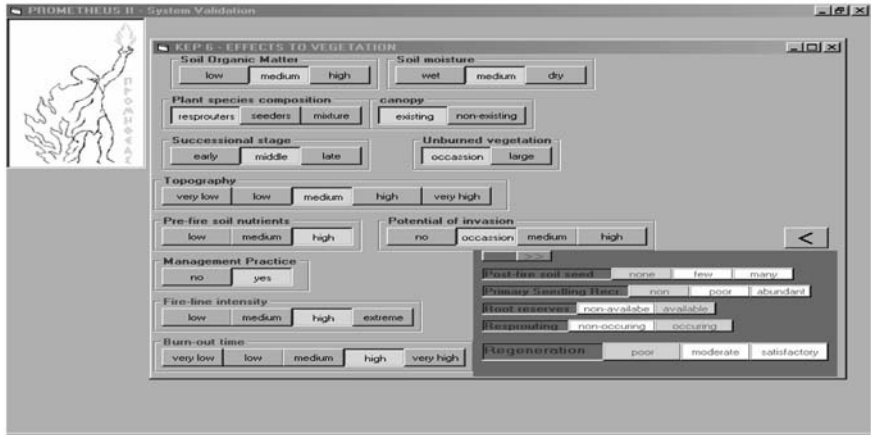 PROMETHEUS II - System Validation
ΠΡΟΜΗΘΕΑΣ
KEP 6 - EFFECTS TO VEGETATION
Soil Organic Matter Soil moisture
low medium high wet medium dry
Plant species composition canopy
resprouters seeders mixture existing non-existing
Successional stage Unburned vegetation
early middle late occassion large
Topography
very low low medium high very high
Pre-fire soil nutrients Potential of invasion
low medium high no occassion medium high
<
Management Practice
no yes
>>
Post-fire soil seed none few many
Primary Seedling Recr. non poor abundant
Fire-line intensity
low medium high extreme
Root reserves non-availabe available
Resprouting non-occuring occuring
Burn-out time
very low low medium high very high
Regeneration poor moderate satisfactory